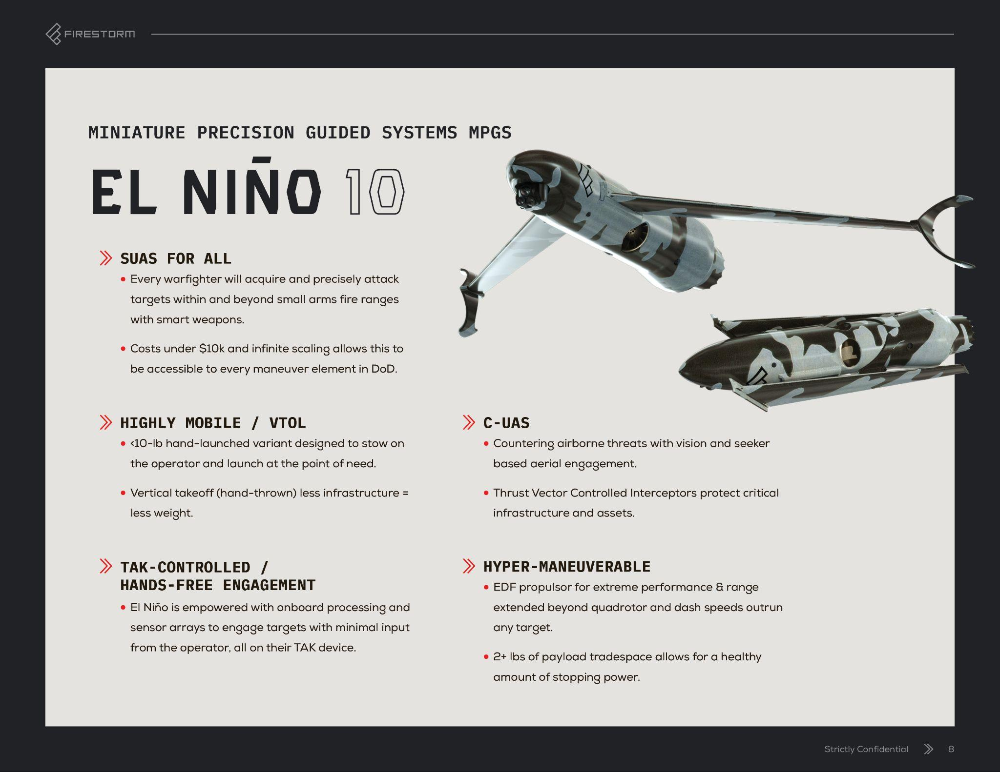 FIRESTORM
MINIATURE PRECISION GUIDED SYSTEMS MPGS
EL NIÑO 10
SUAS FOR ALL
• Every warfighter will acquire and precisely attack
targets within and beyond small arms fire ranges
with smart weapons.
• Costs under $10k and infinite scaling allows this to
be accessible to every maneuver element in DoD.
HIGHLY MOBILE / VTOL
• <10-lb hand-launched variant designed to stow on
the operator and launch at the point of need.
• Vertical takeoff (hand-thrown) less infrastructure =
less weight.
TAK-CONTROLLED /
HANDS-FREE ENGAGEMENT
• El Niño is empowered with onboard processing and
sensor arrays to engage targets with minimal input
from the operator, all on their TAK device.
C-UAS
• Countering airborne threats with vision and seeker
based aerial engagement.
• Thrust Vector Controlled Interceptors protect critical
infrastructure and assets.
HYPER-MANEUVERABLE
• EDF propulsor for extreme performance & range
extended beyond quadrotor and dash speeds outrun
any target.
• 2+ lbs of payload tradespace allows for a healthy
amount of stopping power.
Strictly Confidential 8